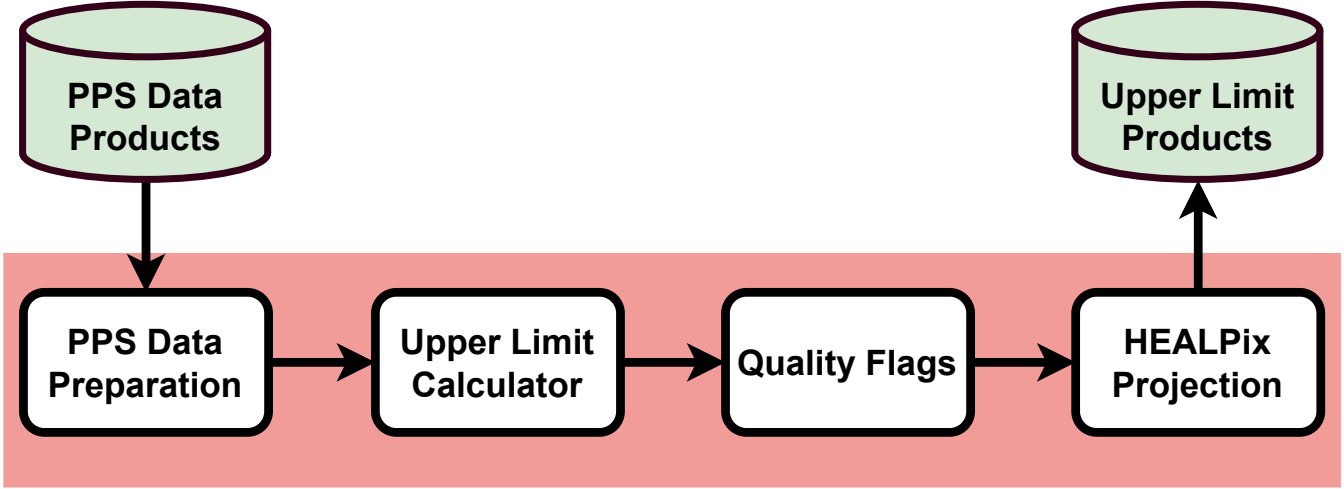 PPS Data
Products
Upper Limit
Products
PPS Data
Preparation
Upper Limit
Calculator
Quality Flags
HEALPix
Projection